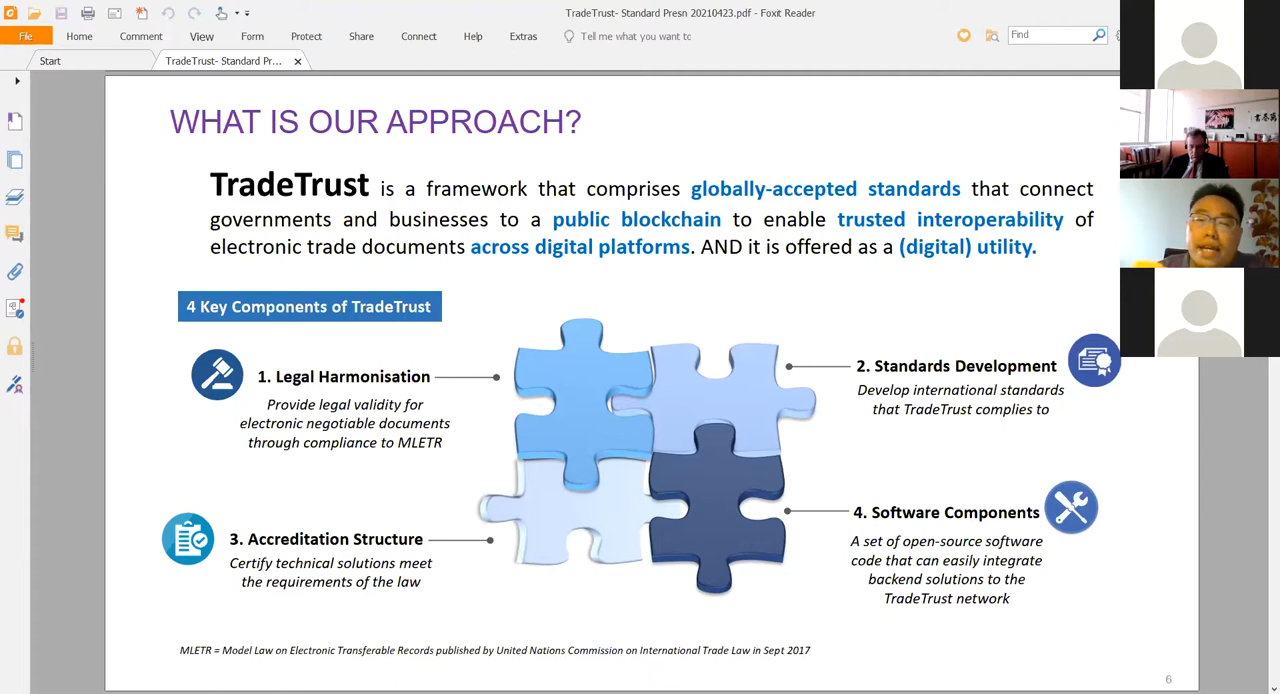 TradeTrust- Standard Presn 20210423.pdf - Foxit Reader
File Home Comment View Form Protect Share Connect Help Extras Tell me what you want to Find
Start TradeTrust- Standard Pr...
WHAT IS OUR APPROACH?
TradeTrust is a framework that comprises globally-accepted standards that connect
governments and businesses to a public blockchain to enable trusted interoperability of
electronic trade documents across digital platforms. AND it is offered as a (digital) utility.
4 Key Components of TradeTrust
1. Legal Harmonisation
Provide legal validity for
electronic negotiable documents
through compliance to MLETR
2. Standards Development
Develop international standards
that TradeTrust complies to
3. Accreditation Structure
Certify technical solutions meet
the requirements of the law
4. Software Components
A set of open-source software
code that can easily integrate
backend solutions to the
TradeTrust network
MLETR = Model Law on Electronic Transferable Records published by United Nations Commission on International Trade Law in Sept 2017
6